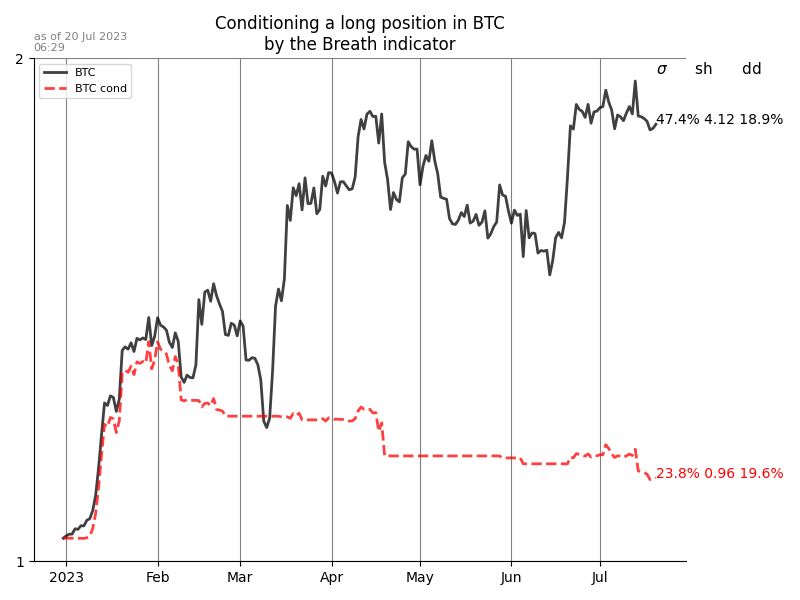 Conditioning a long position in BTC
by the Breath indicator
as of 20 Jul 2023
06:29
2
BTC
BTC cond
σ sh dd
47.4% 4.12 18.9%
23.8% 0.96 19.6%
1
2023 Feb Mar Apr May Jun Jul